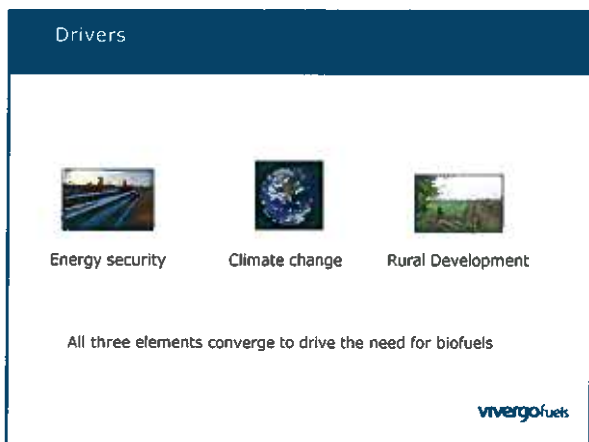 Drivers
Energy security
Climate change
Rural Development
All three elements converge to drive the need for biofuels
vivergofuels